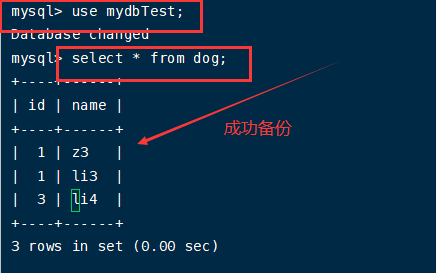 mysql> use mydbTest;
Database changed
mysql> select * from dog;
+----+------+
| id | name |
+----+------+
|  1 | z3   |
|  1 | li3  |
|  3 | li4  |
+----+------+
3 rows in set (0.00 sec)
成功备份